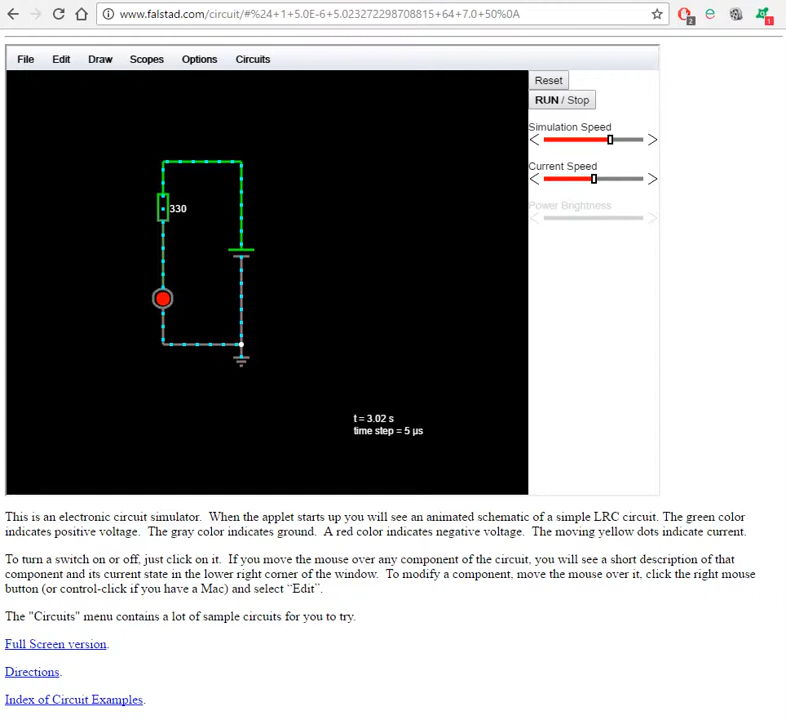 www.falstad.com/circuit/#%24+1+5.0E-6+5.023272298708815+64+7.0+50%0A
2
1
File Edit Draw Scopes Options Circuits
Reset
RUN / Stop
Simulation Speed
Current Speed
Power Brightness
330
t = 3.02 s
time step = 5 µs
This is an electronic circuit simulator.  When the applet starts up you will see an animated schematic of a simple LRC circuit. The green color
indicates positive voltage.  The gray color indicates ground.  A red color indicates negative voltage.  The moving yellow dots indicate current.
To turn a switch on or off, just click on it.  If you move the mouse over any component of the circuit, you will see a short description of that
component and its current state in the lower right corner of the window.  To modify a component, move the mouse over it, click the right mouse
button (or control-click if you have a Mac) and select “Edit”.
The "Circuits" menu contains a lot of sample circuits for you to try.
Full Screen version.
Directions.
Index of Circuit Examples.